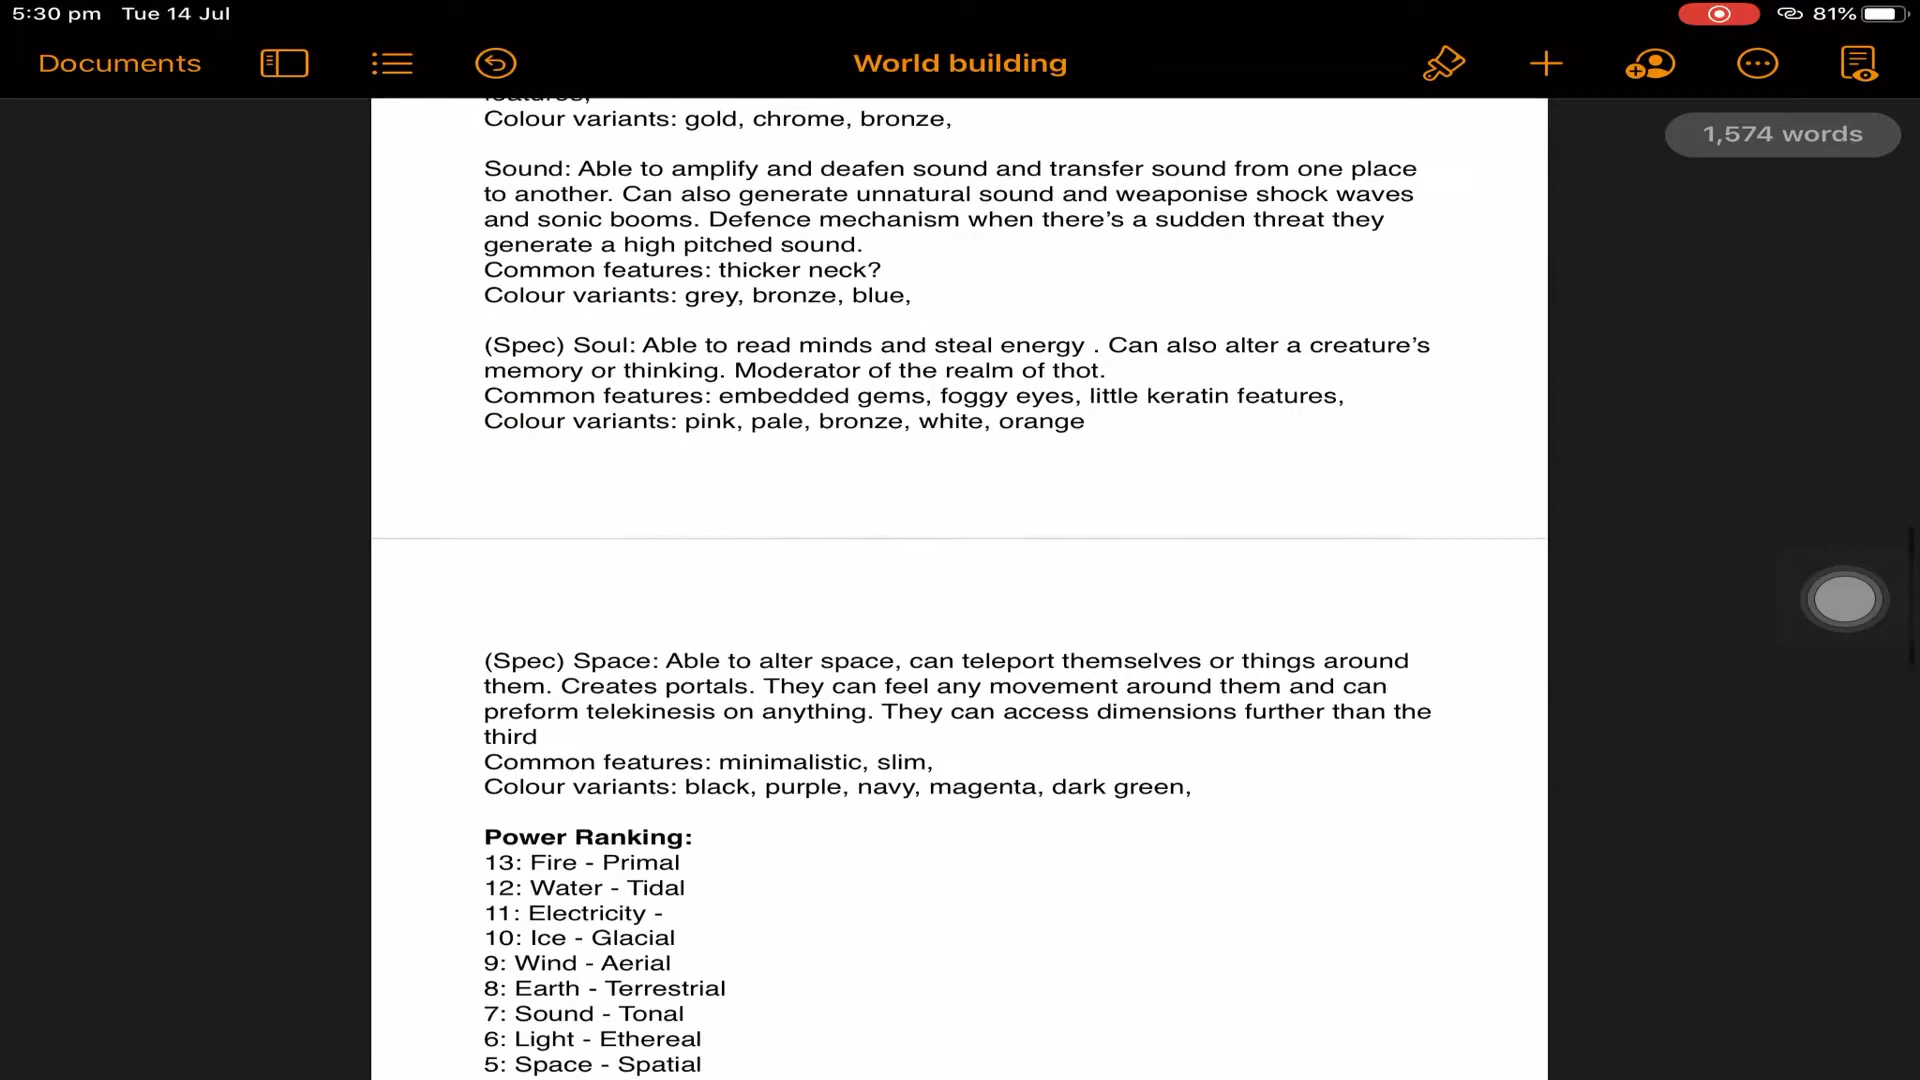 5:30 pm Tue 14 Jul
81%
Documents
World building
1,574 words
features,
Colour variants: gold, chrome, bronze,
Sound: Able to amplify and deafen sound and transfer sound from one place
to another. Can also generate unnatural sound and weaponise shock waves
and sonic booms. Defence mechanism when there’s a sudden threat they
generate a high pitched sound.
Common features: thicker neck?
Colour variants: grey, bronze, blue,
(Spec) Soul: Able to read minds and steal energy . Can also alter a creature’s
memory or thinking. Moderator of the realm of thot.
Common features: embedded gems, foggy eyes, little keratin features,
Colour variants: pink, pale, bronze, white, orange
(Spec) Space: Able to alter space, can teleport themselves or things around
them. Creates portals. They can feel any movement around them and can
preform telekinesis on anything. They can access dimensions further than the
third
Common features: minimalistic, slim,
Colour variants: black, purple, navy, magenta, dark green,
Power Ranking:
13: Fire - Primal
12: Water - Tidal
11: Electricity -
10: Ice - Glacial
9: Wind - Aerial
8: Earth - Terrestrial
7: Sound - Tonal
6: Light - Ethereal
5: Space - Spatial